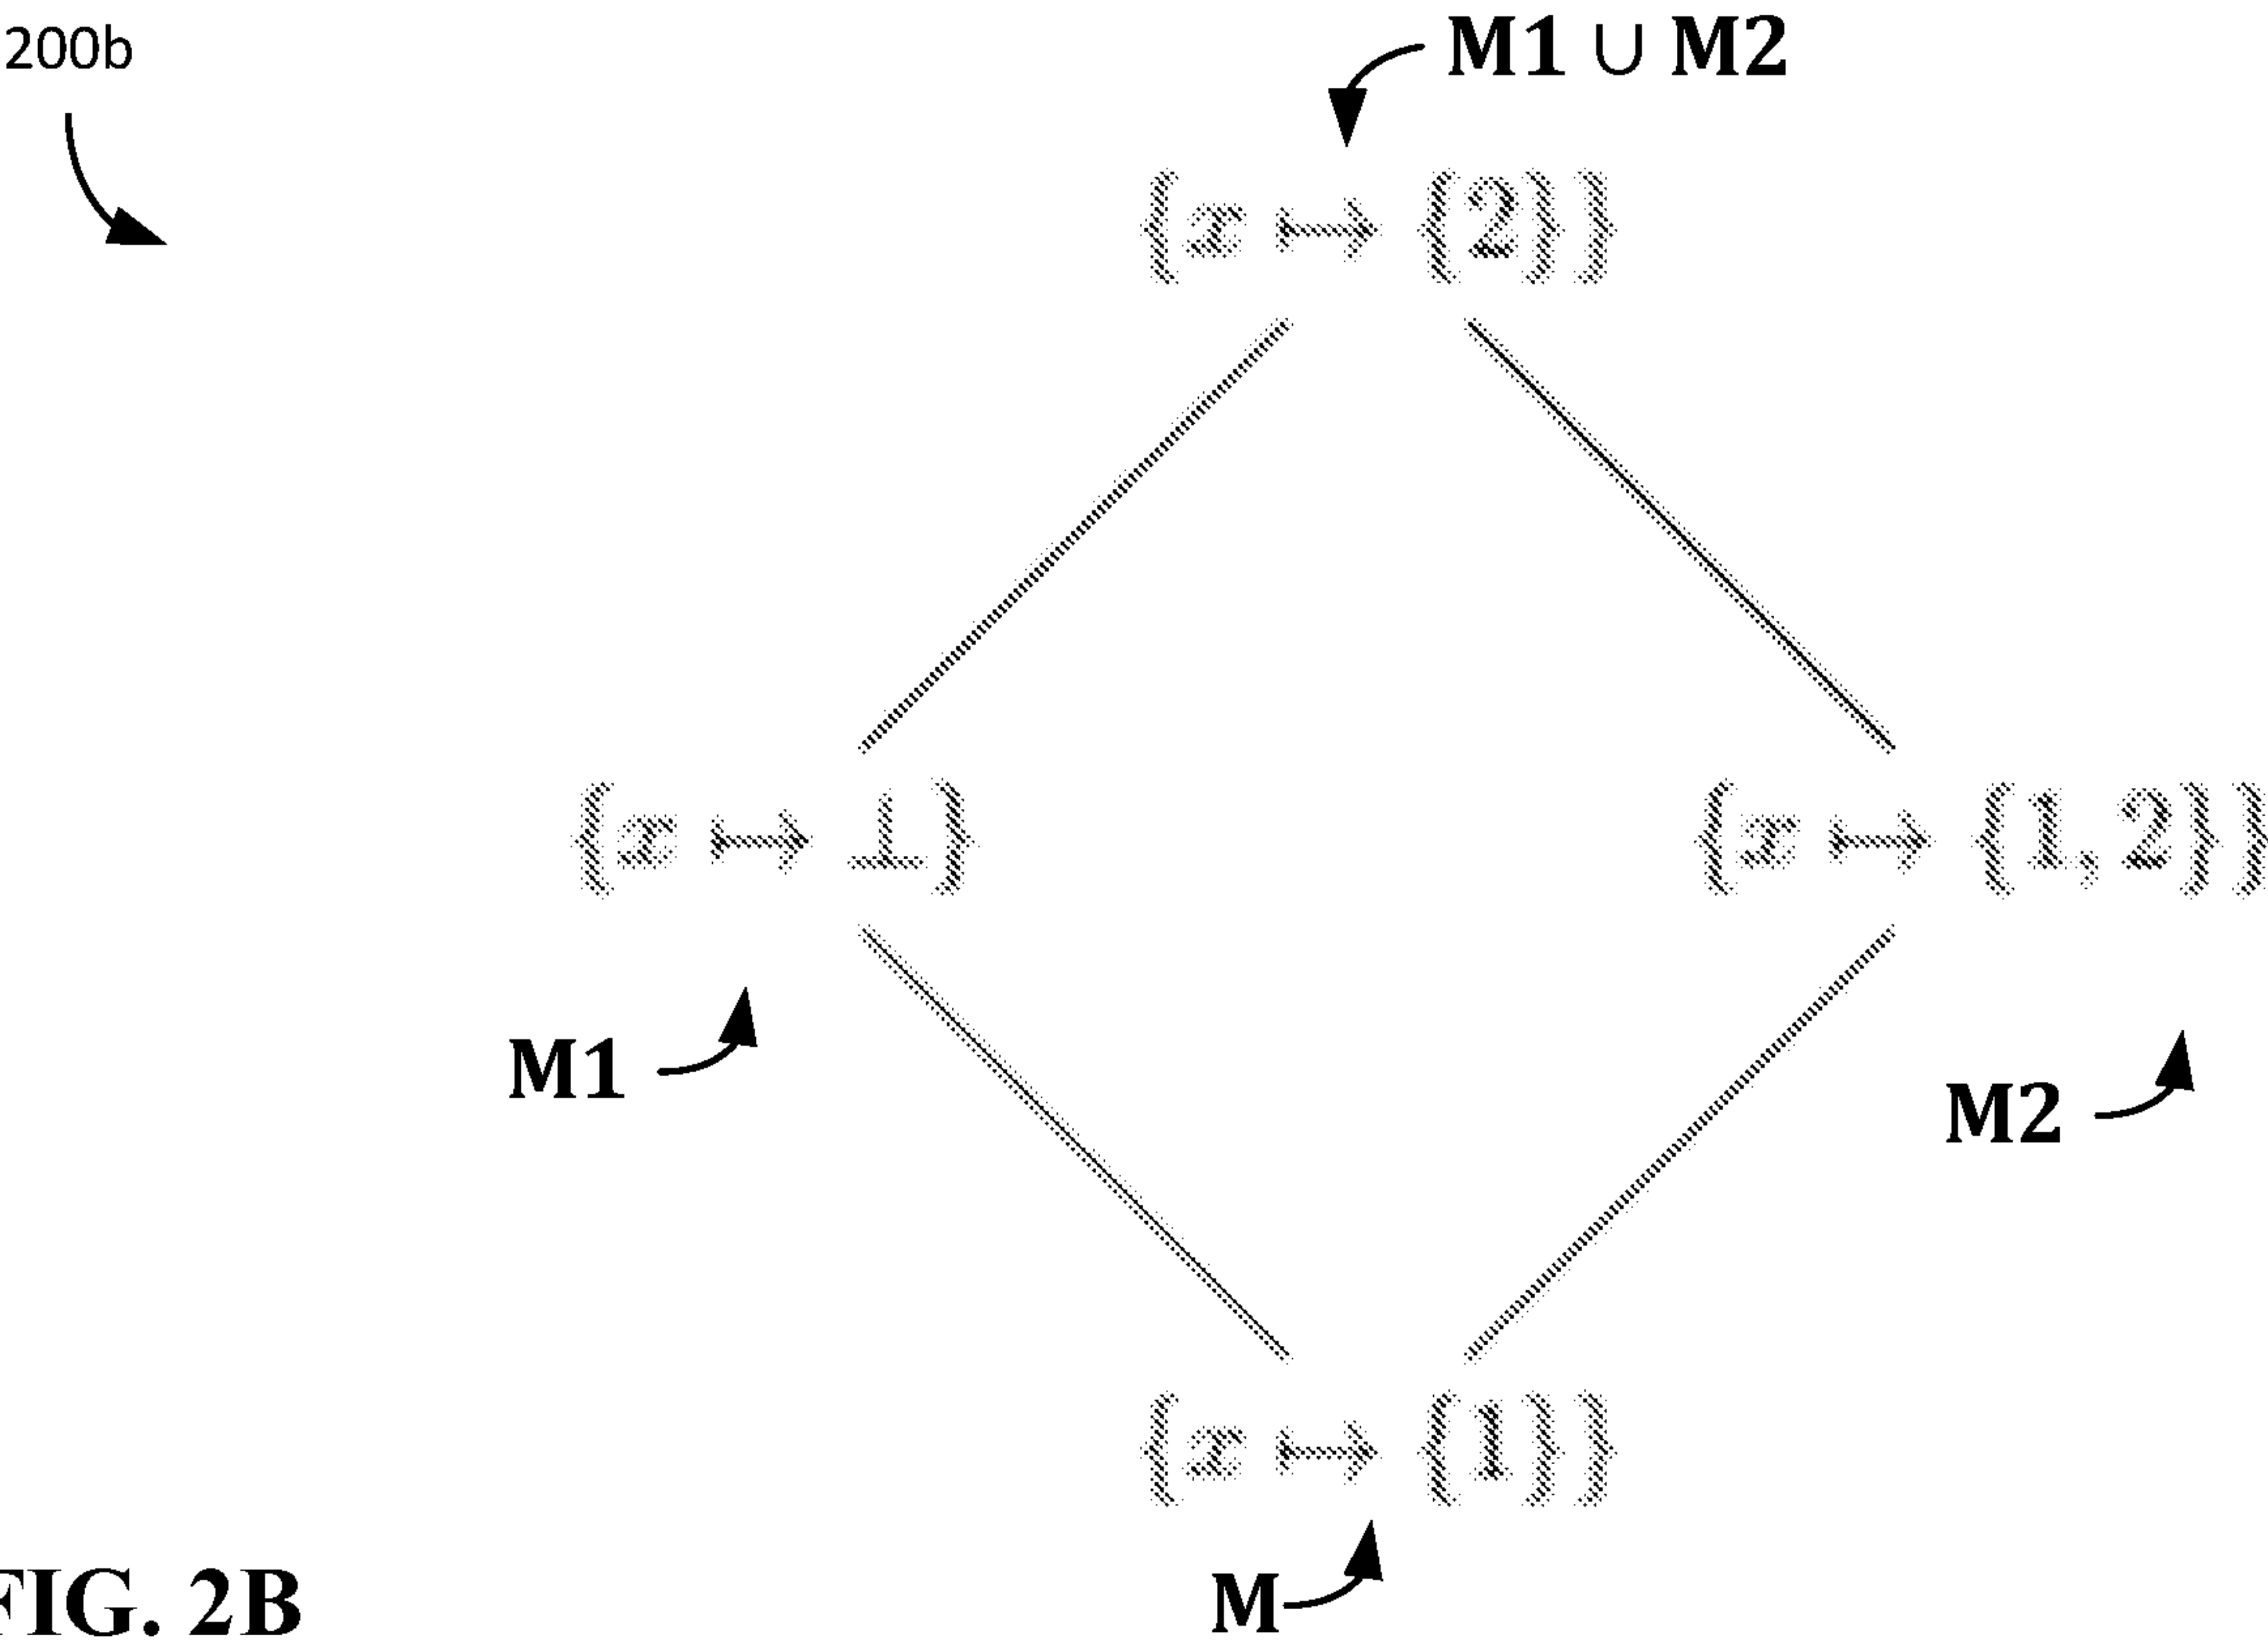 200b
M1 ∪ M2
{x ↦ {2}}
{x ↦ ⊥}
{x ↦ {1,2}}
M1
M2
{x ↦ {1}}
M
FIG. 2B